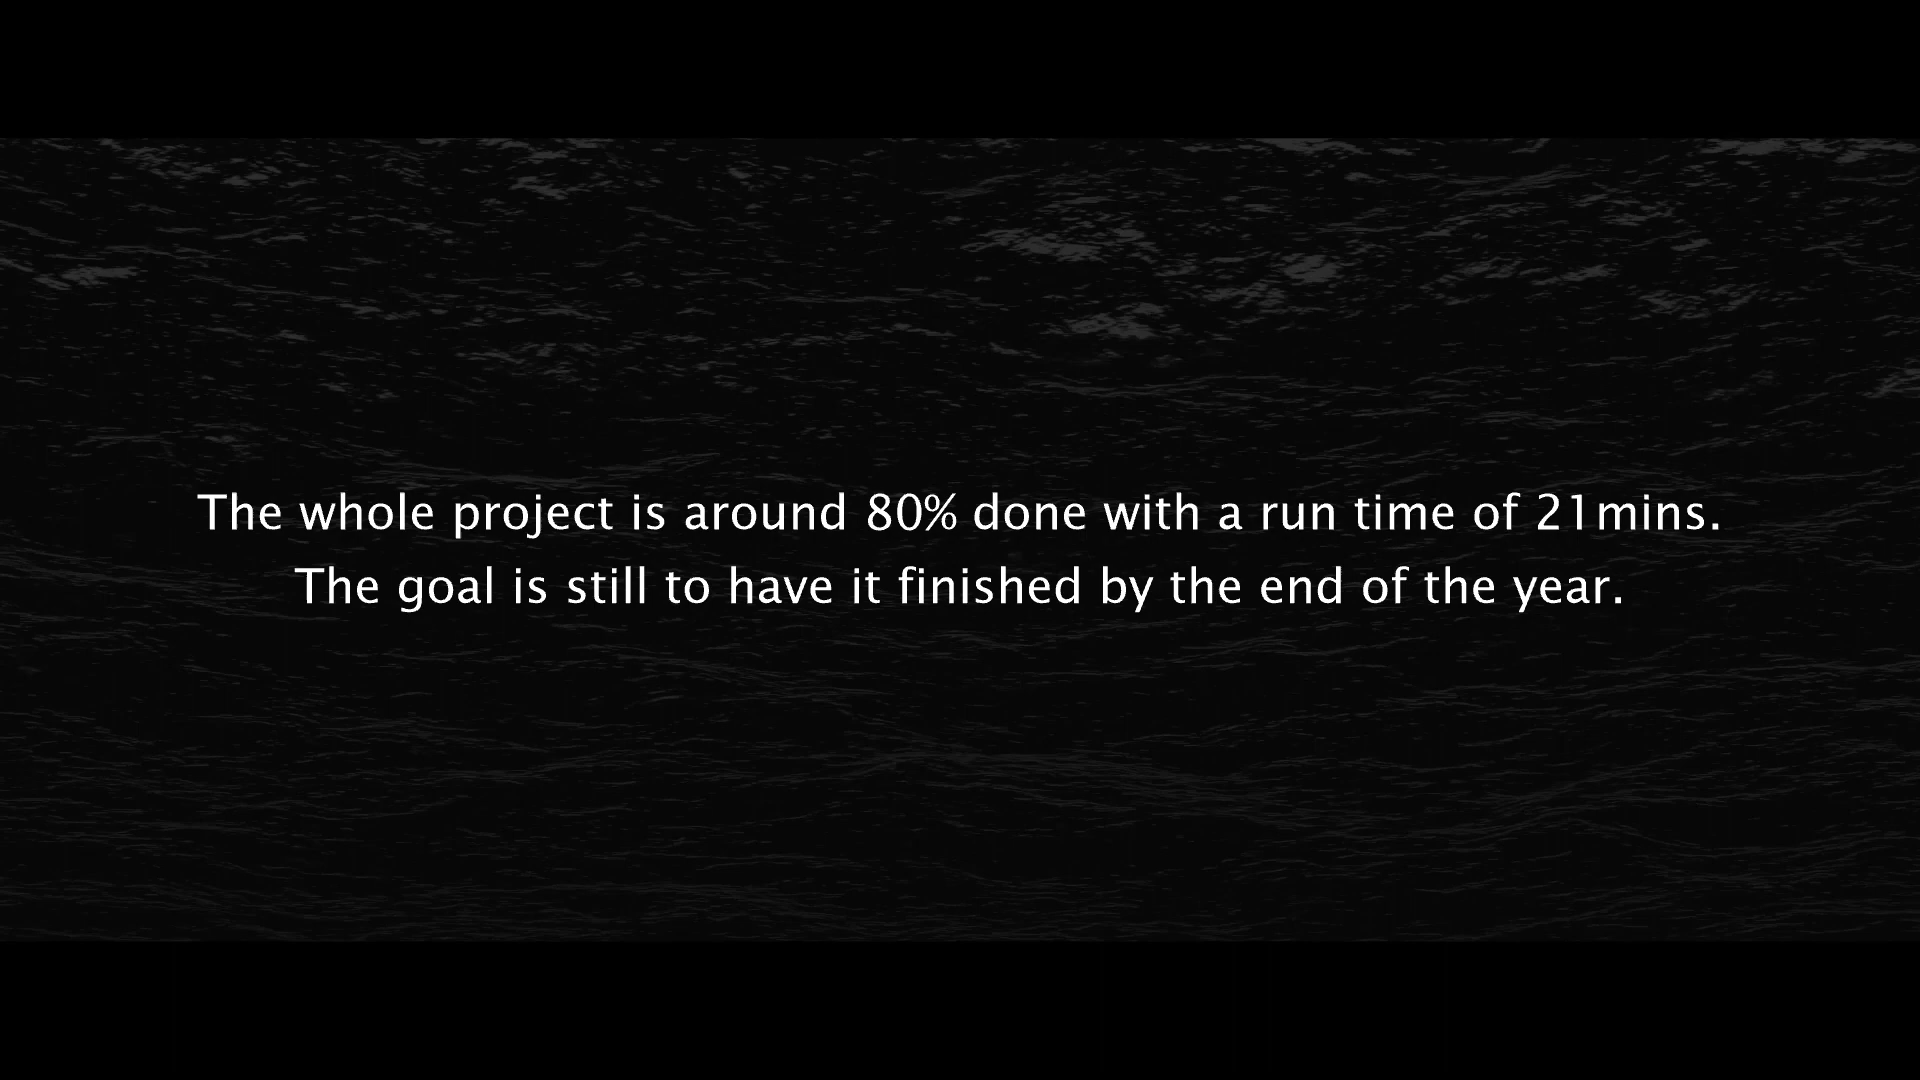 The whole project is around 80% done with a run time of 21mins.
The goal is still to have it finished by the end of the year.